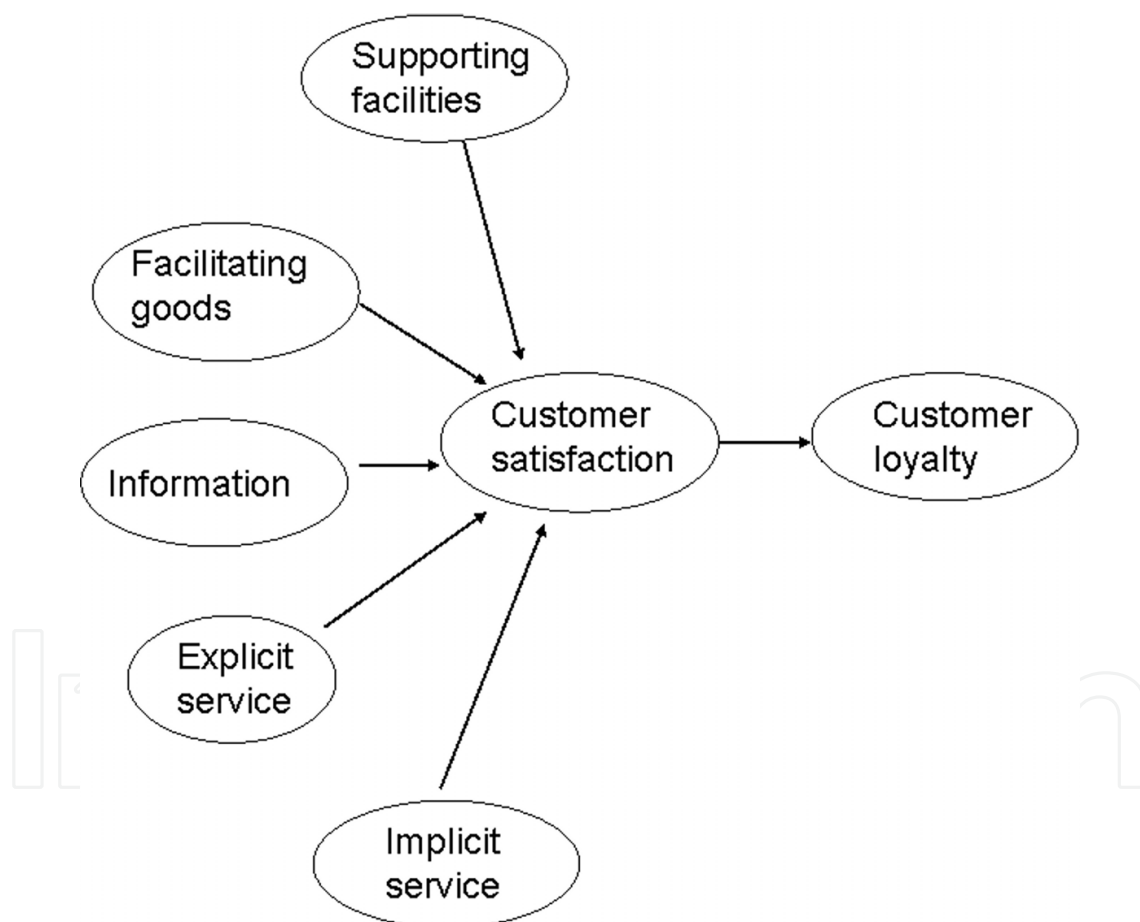 Supporting
facilities
Facilitating
goods
Customer
satisfaction
Customer
loyalty
Information
Explicit
service
Implicit
service